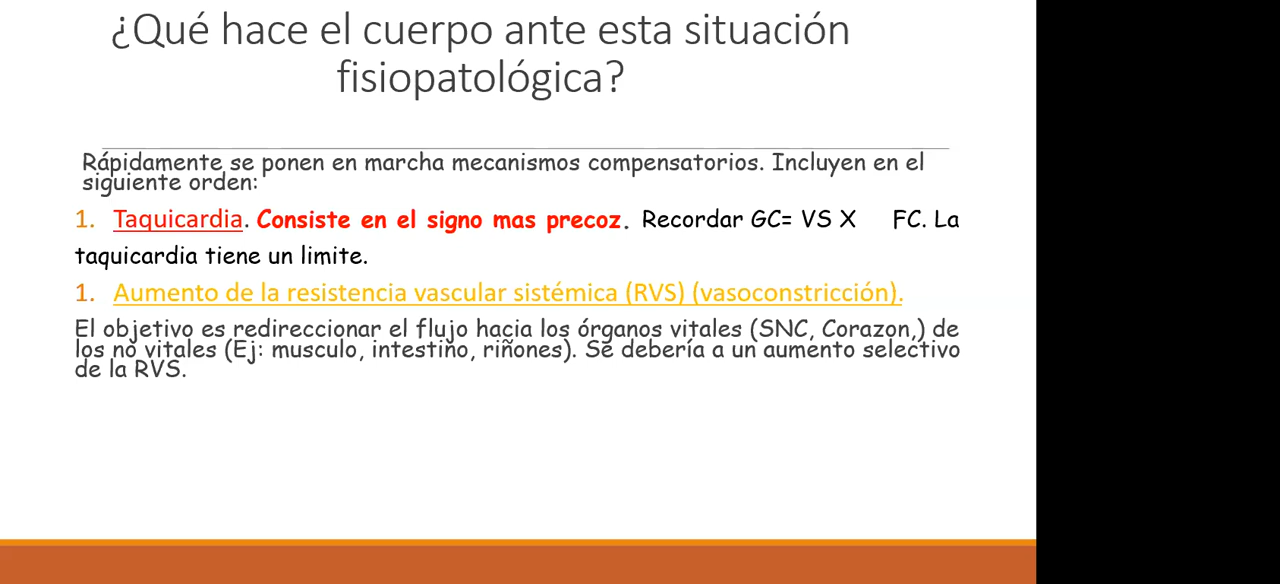 ¿Qué hace el cuerpo ante esta situación
fisiopatológica?
Rápidamente se ponen en marcha mecanismos compensatorios. Incluyen en el
siguiente orden:
1. Taquicardia. Consiste en el signo mas precoz. Recordar GC= VS X FC. La
taquicardia tiene un limite.
1. Aumento de la resistencia vascular sistémica (RVS) (vasoconstricción).
El objetivo es redireccionar el flujo hacia los órganos vitales (SNC, Corazon,) de
los no vitales (Ej: musculo, intestino, riñones). Se debería a un aumento selectivo
de la RVS.